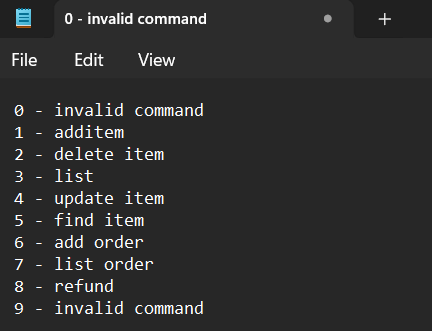 0 - invalid command
File Edit View
0 - invalid command
1 - additem
2 - delete item
3 - list
4 - update item
5 - find item
6 - add order
7 - list order
8 - refund
9 - invalid command